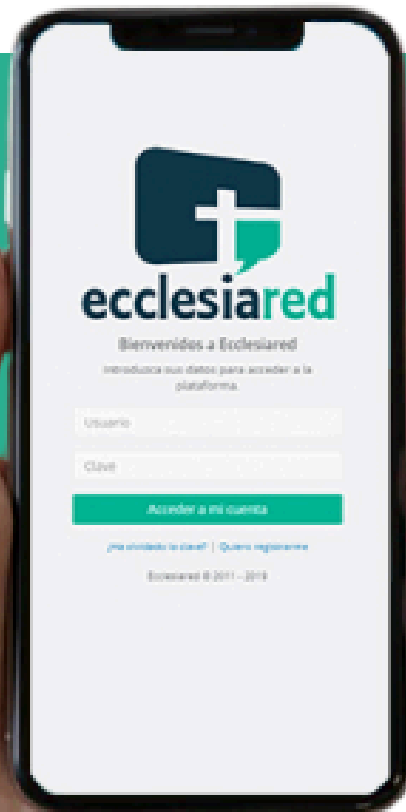 ecclesiared
Bienvenidos a Ecclesiared
Introduzca sus datos para acceder a la
plataforma.
Usuario
Clave
Acceder a mi cuenta
¿Ha olvidado la clave? | Quiero registrarme
Ecclesiared © 2011 - 2019